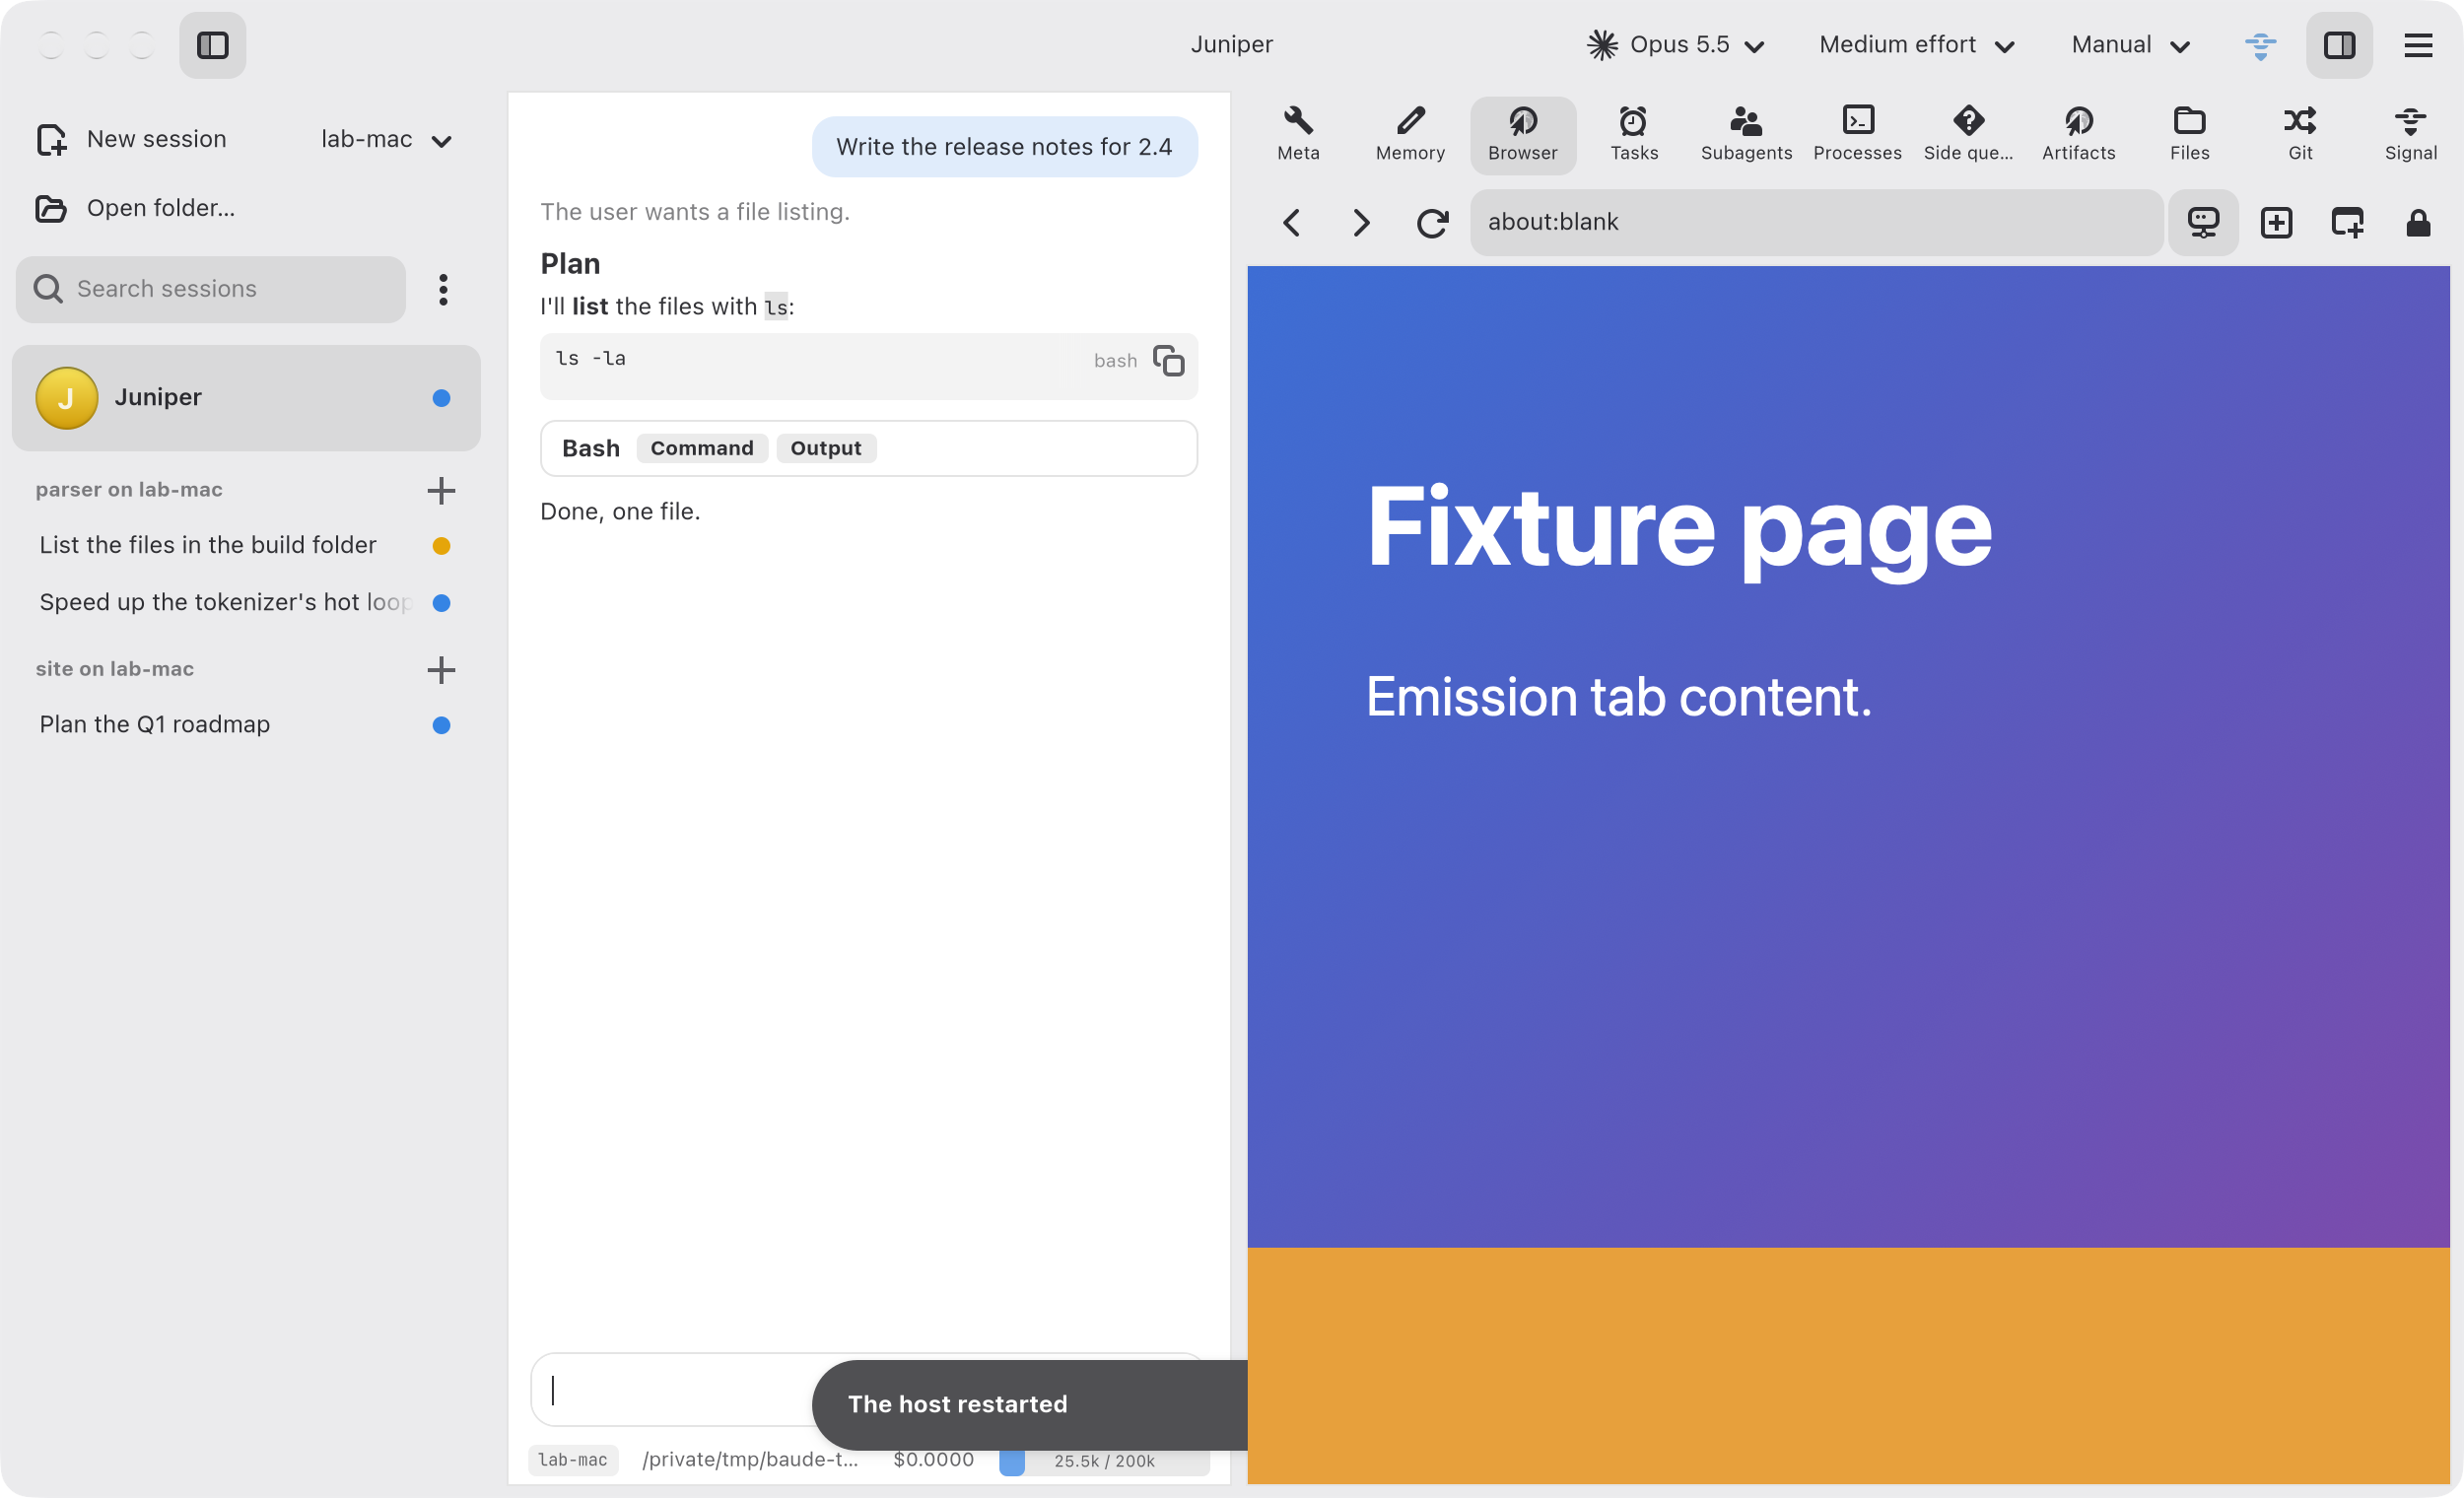 Juniper
Opus 5.5
Medium effort
Manual
New session
lab-mac
Open folder...
Search sessions
J
Juniper
parser on lab-mac
List the files in the build folder
Speed up the tokenizer's hot loop
site on lab-mac
Plan the Q1 roadmap
Write the release notes for 2.4
The user wants a file listing.
Plan
I'll list the files with ls:
ls -la
bash
Bash Command Output
Done, one file.
The host restarted
lab-mac
/private/tmp/baude-t...
$0.0000
25.5k / 200k
Meta
Memory
Browser
Tasks
Subagents
Processes
Side que...
Artifacts
Files
Git
Signal
about:blank
Fixture page
Emission tab content.